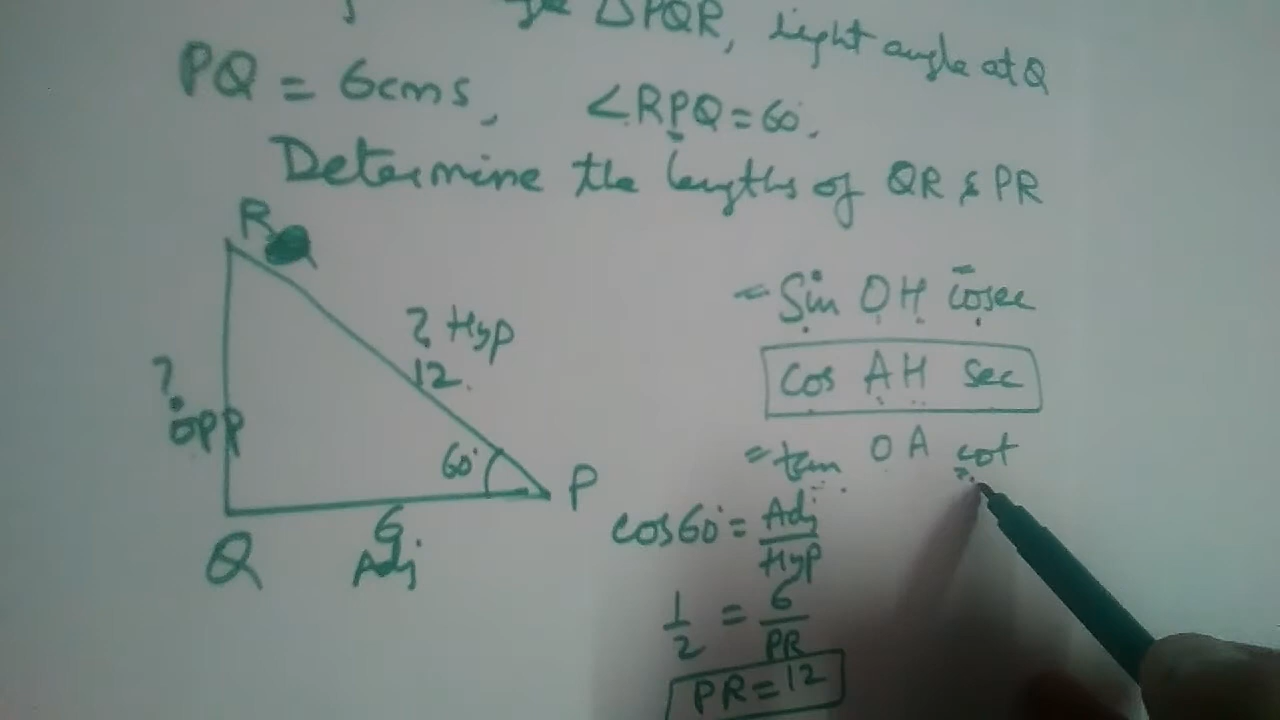 △PQR, right angle at Q
PQ = 6cms, ∠RPQ = 60°.
Determine the lengths of QR & PR
R
? Hyp
12.
?
opp
60°
P
6
Adj
Q
= Sin OH cosec
cos AH sec
= tan OA cot
cos60° = Adj/Hyp
1/2 = 6/PR
PR = 12